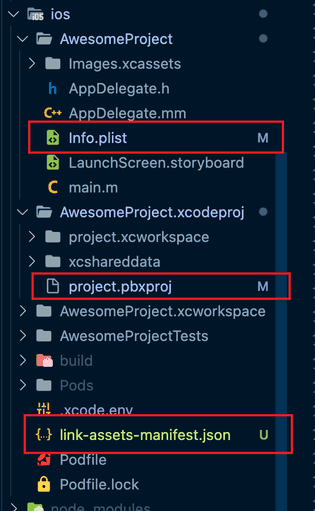 ios
AwesomeProject
Images.xcassets
AppDelegate.h
AppDelegate.mm
Info.plist M
LaunchScreen.storyboard
main.m
AwesomeProject.xcodeproj
project.xcworkspace
xcshareddata
project.pbxproj M
AwesomeProject.xcworkspace
AwesomeProjectTests
build
Pods
.xcode.env
link-assets-manifest.json U
Podfile
Podfile.lock
node_modules